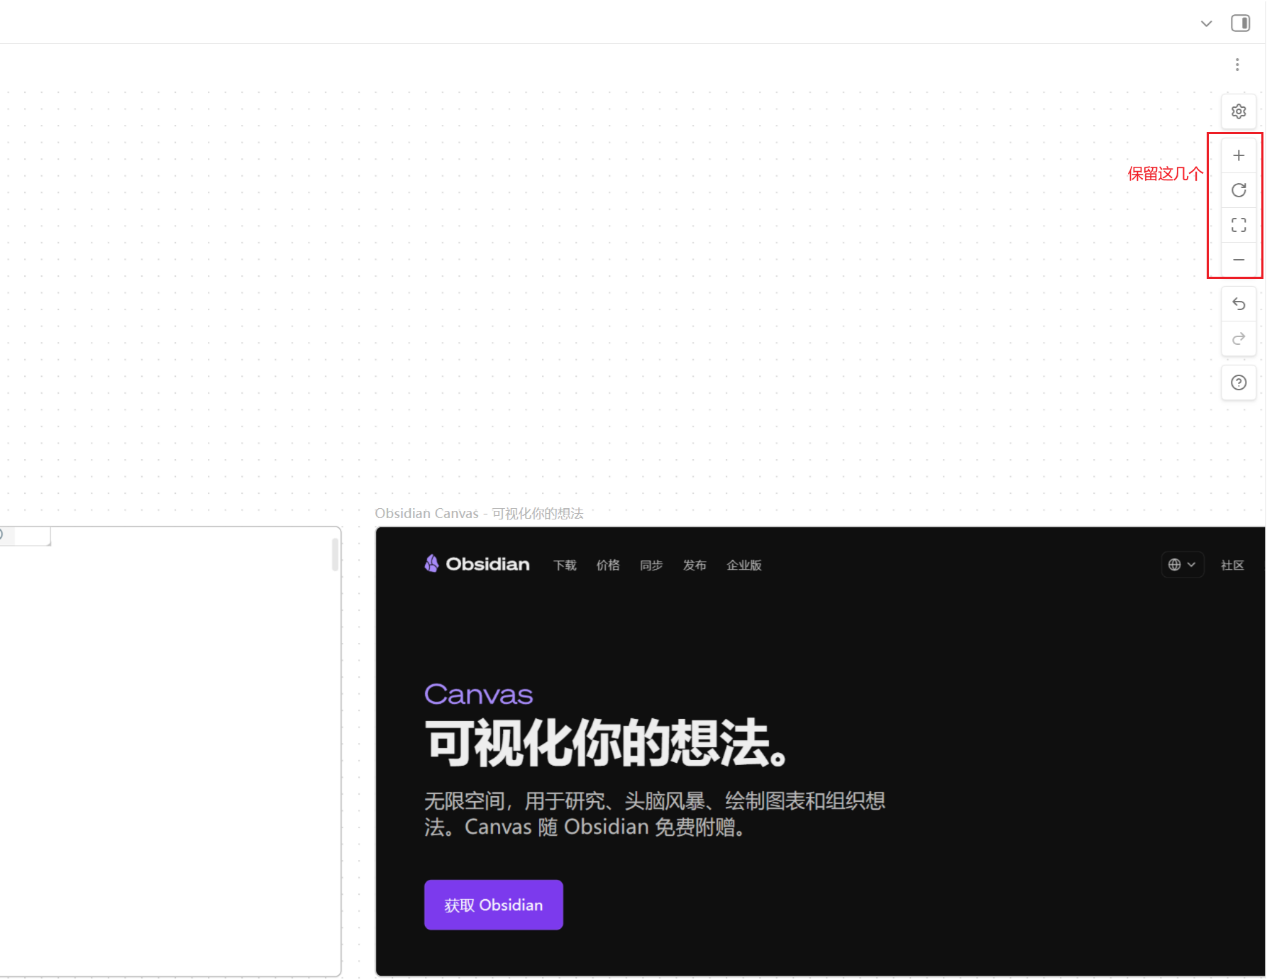 保留这几个
Obsidian Canvas - 可视化你的想法
Obsidian 下载 价格 同步 发布 企业版 社区
Canvas
可视化你的想法。
无限空间，用于研究、头脑风暴、绘制图表和组织想
法。Canvas 随 Obsidian 免费附赠。
获取 Obsidian